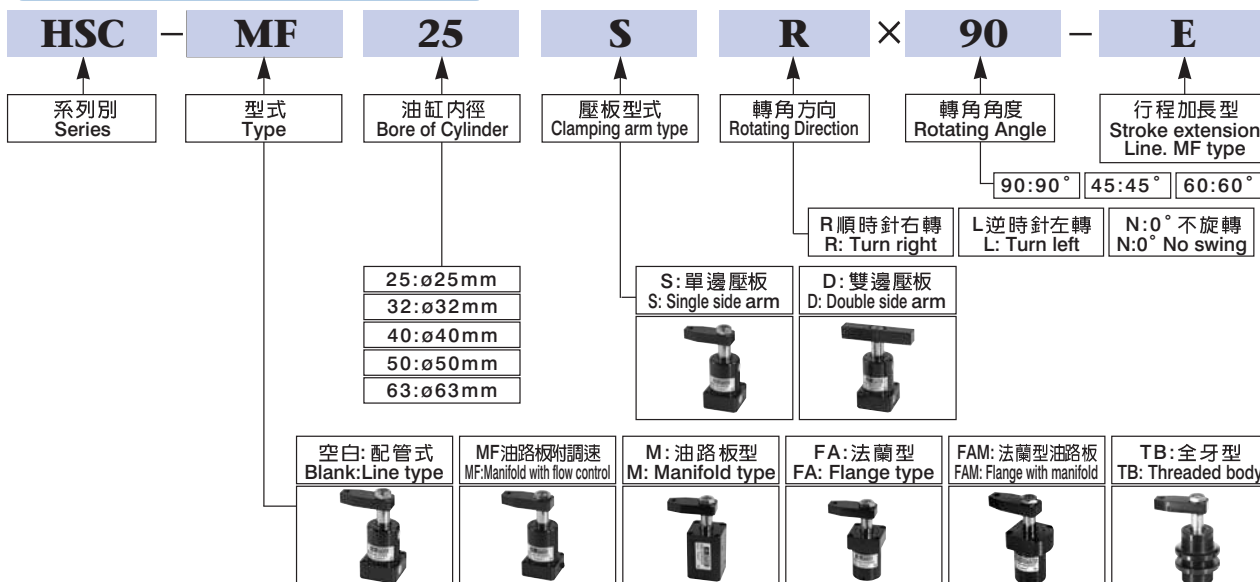 HSC – MF 25 S R × 90 – E
系列別
Series
型式
Type
油缸內徑
Bore of Cylinder
壓板型式
Clamping arm type
轉角方向
Rotating Direction
轉角角度
Rotating Angle
行程加長型
Stroke extension
Line. MF type
90:90° 45:45° 60:60°
R順時針右轉
R: Turn right
L逆時針左轉
L: Turn left
N:0° 不旋轉
N:0° No swing
25:ø25mm
32:ø32mm
40:ø40mm
50:ø50mm
63:ø63mm
S:單邊壓板
S: Single side arm
D:雙邊壓板
D: Double side arm
空白:配管式
Blank:Line type
MF油路板附調速
MF:Manifold with flow control
M:油路板型
M: Manifold type
FA:法蘭型
FA: Flange type
FAM:法蘭型油路板
FAM: Flange with manifold
TB:全牙型
TB: Threaded body